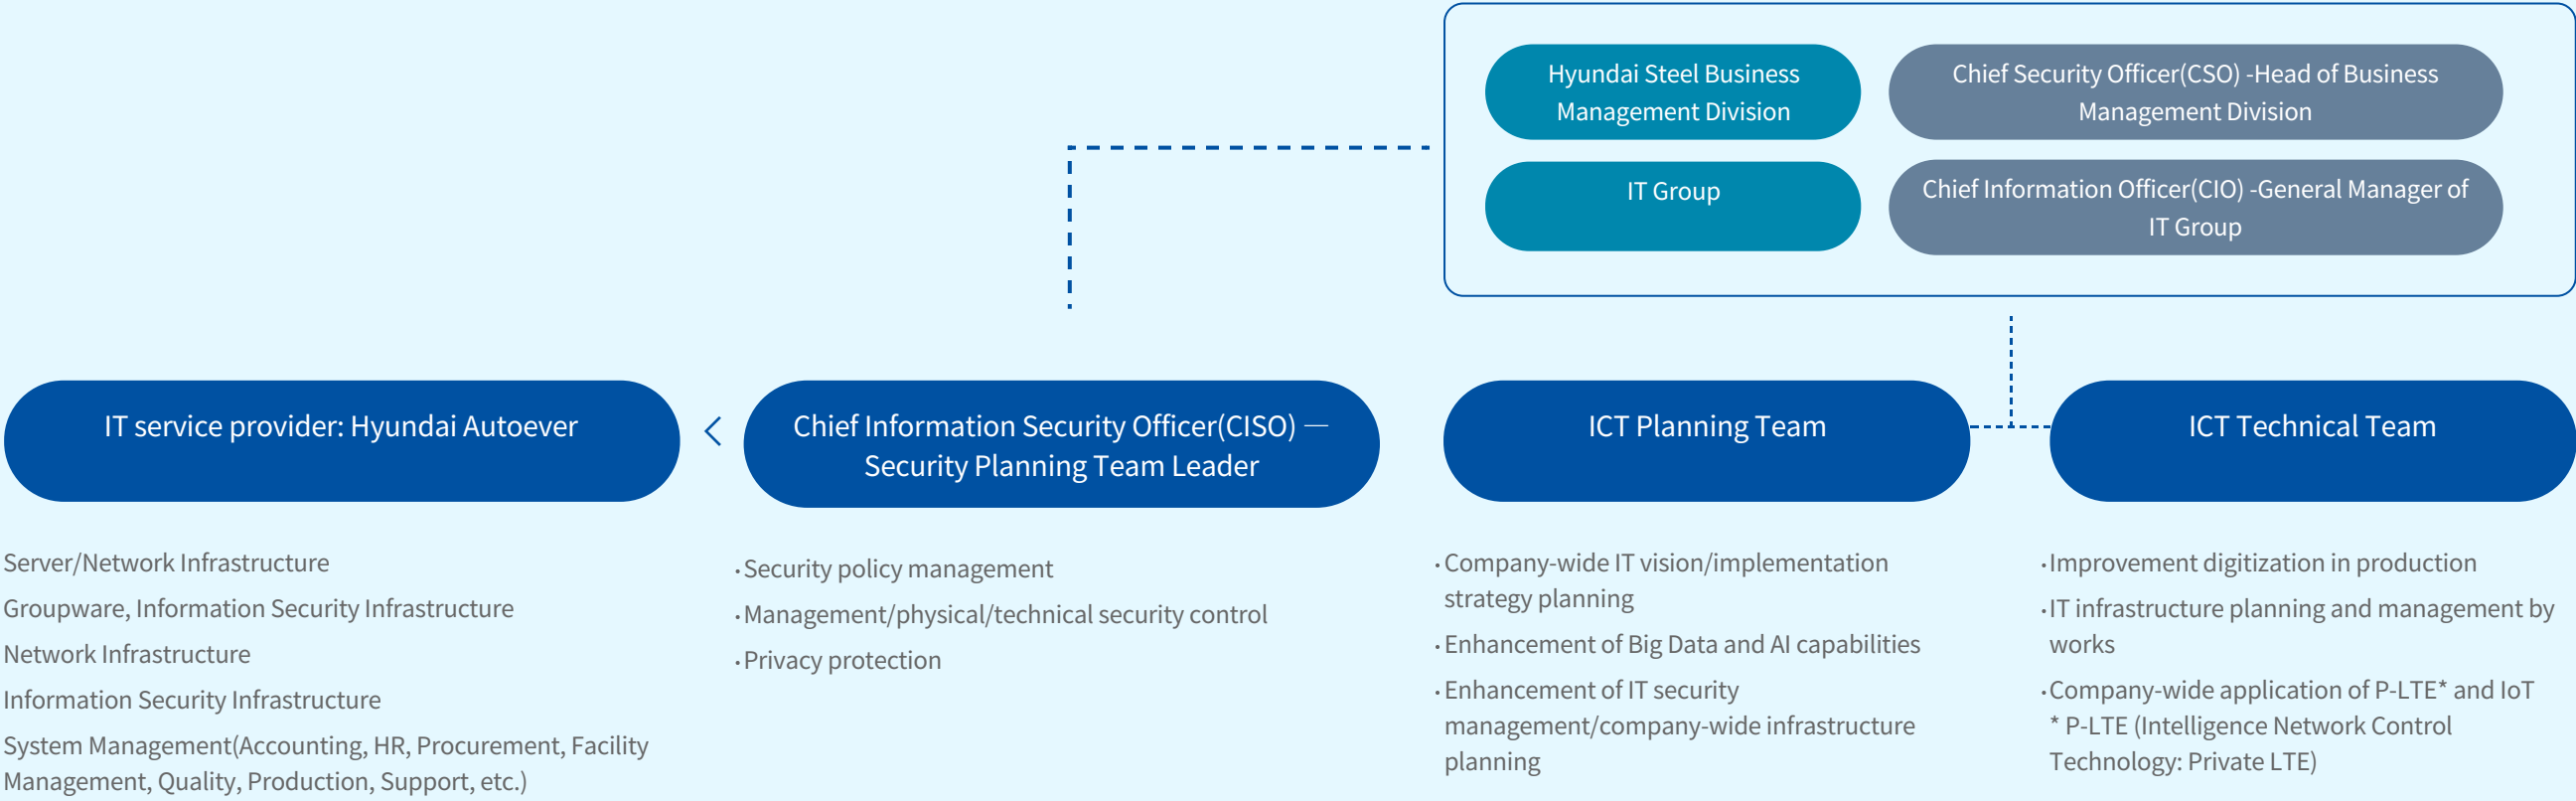 Hyundai Steel Business
Management Division
Chief Security Officer(CSO) -Head of Business
Management Division
IT Group
Chief Information Officer(CIO) -General Manager of
IT Group
IT service provider: Hyundai Autoever
<
Chief Information Security Officer(CISO) —
Security Planning Team Leader
ICT Planning Team
ICT Technical Team
Server/Network Infrastructure
Groupware, Information Security Infrastructure
Network Infrastructure
Information Security Infrastructure
System Management(Accounting, HR, Procurement, Facility
Management, Quality, Production, Support, etc.)
·Security policy management
·Management/physical/technical security control
·Privacy protection
·Company-wide IT vision/implementation
strategy planning
·Enhancement of Big Data and AI capabilities
·Enhancement of IT security
management/company-wide infrastructure
planning
·Improvement digitization in production
·IT infrastructure planning and management by
works
·Company-wide application of P-LTE* and IoT
* P-LTE (Intelligence Network Control
Technology: Private LTE)